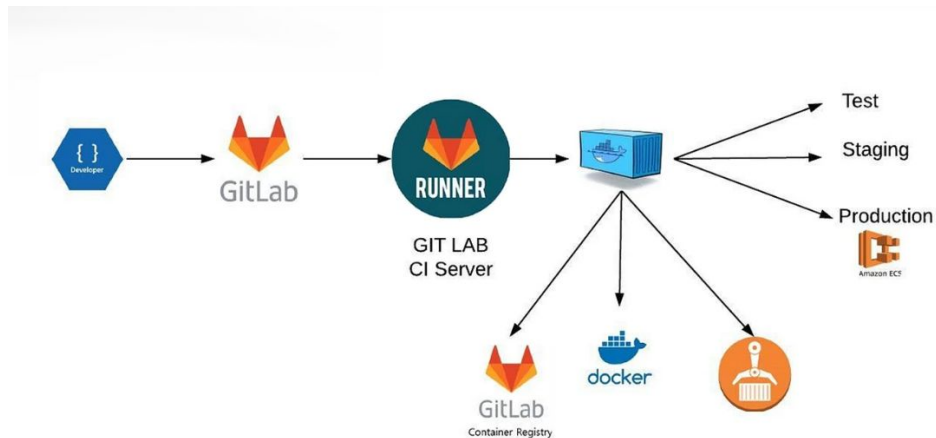 { }
Developer
GitLab
RUNNER
GIT LAB
CI Server
Test
Staging
Production
Amazon ECS
GitLab
Container Registry
docker